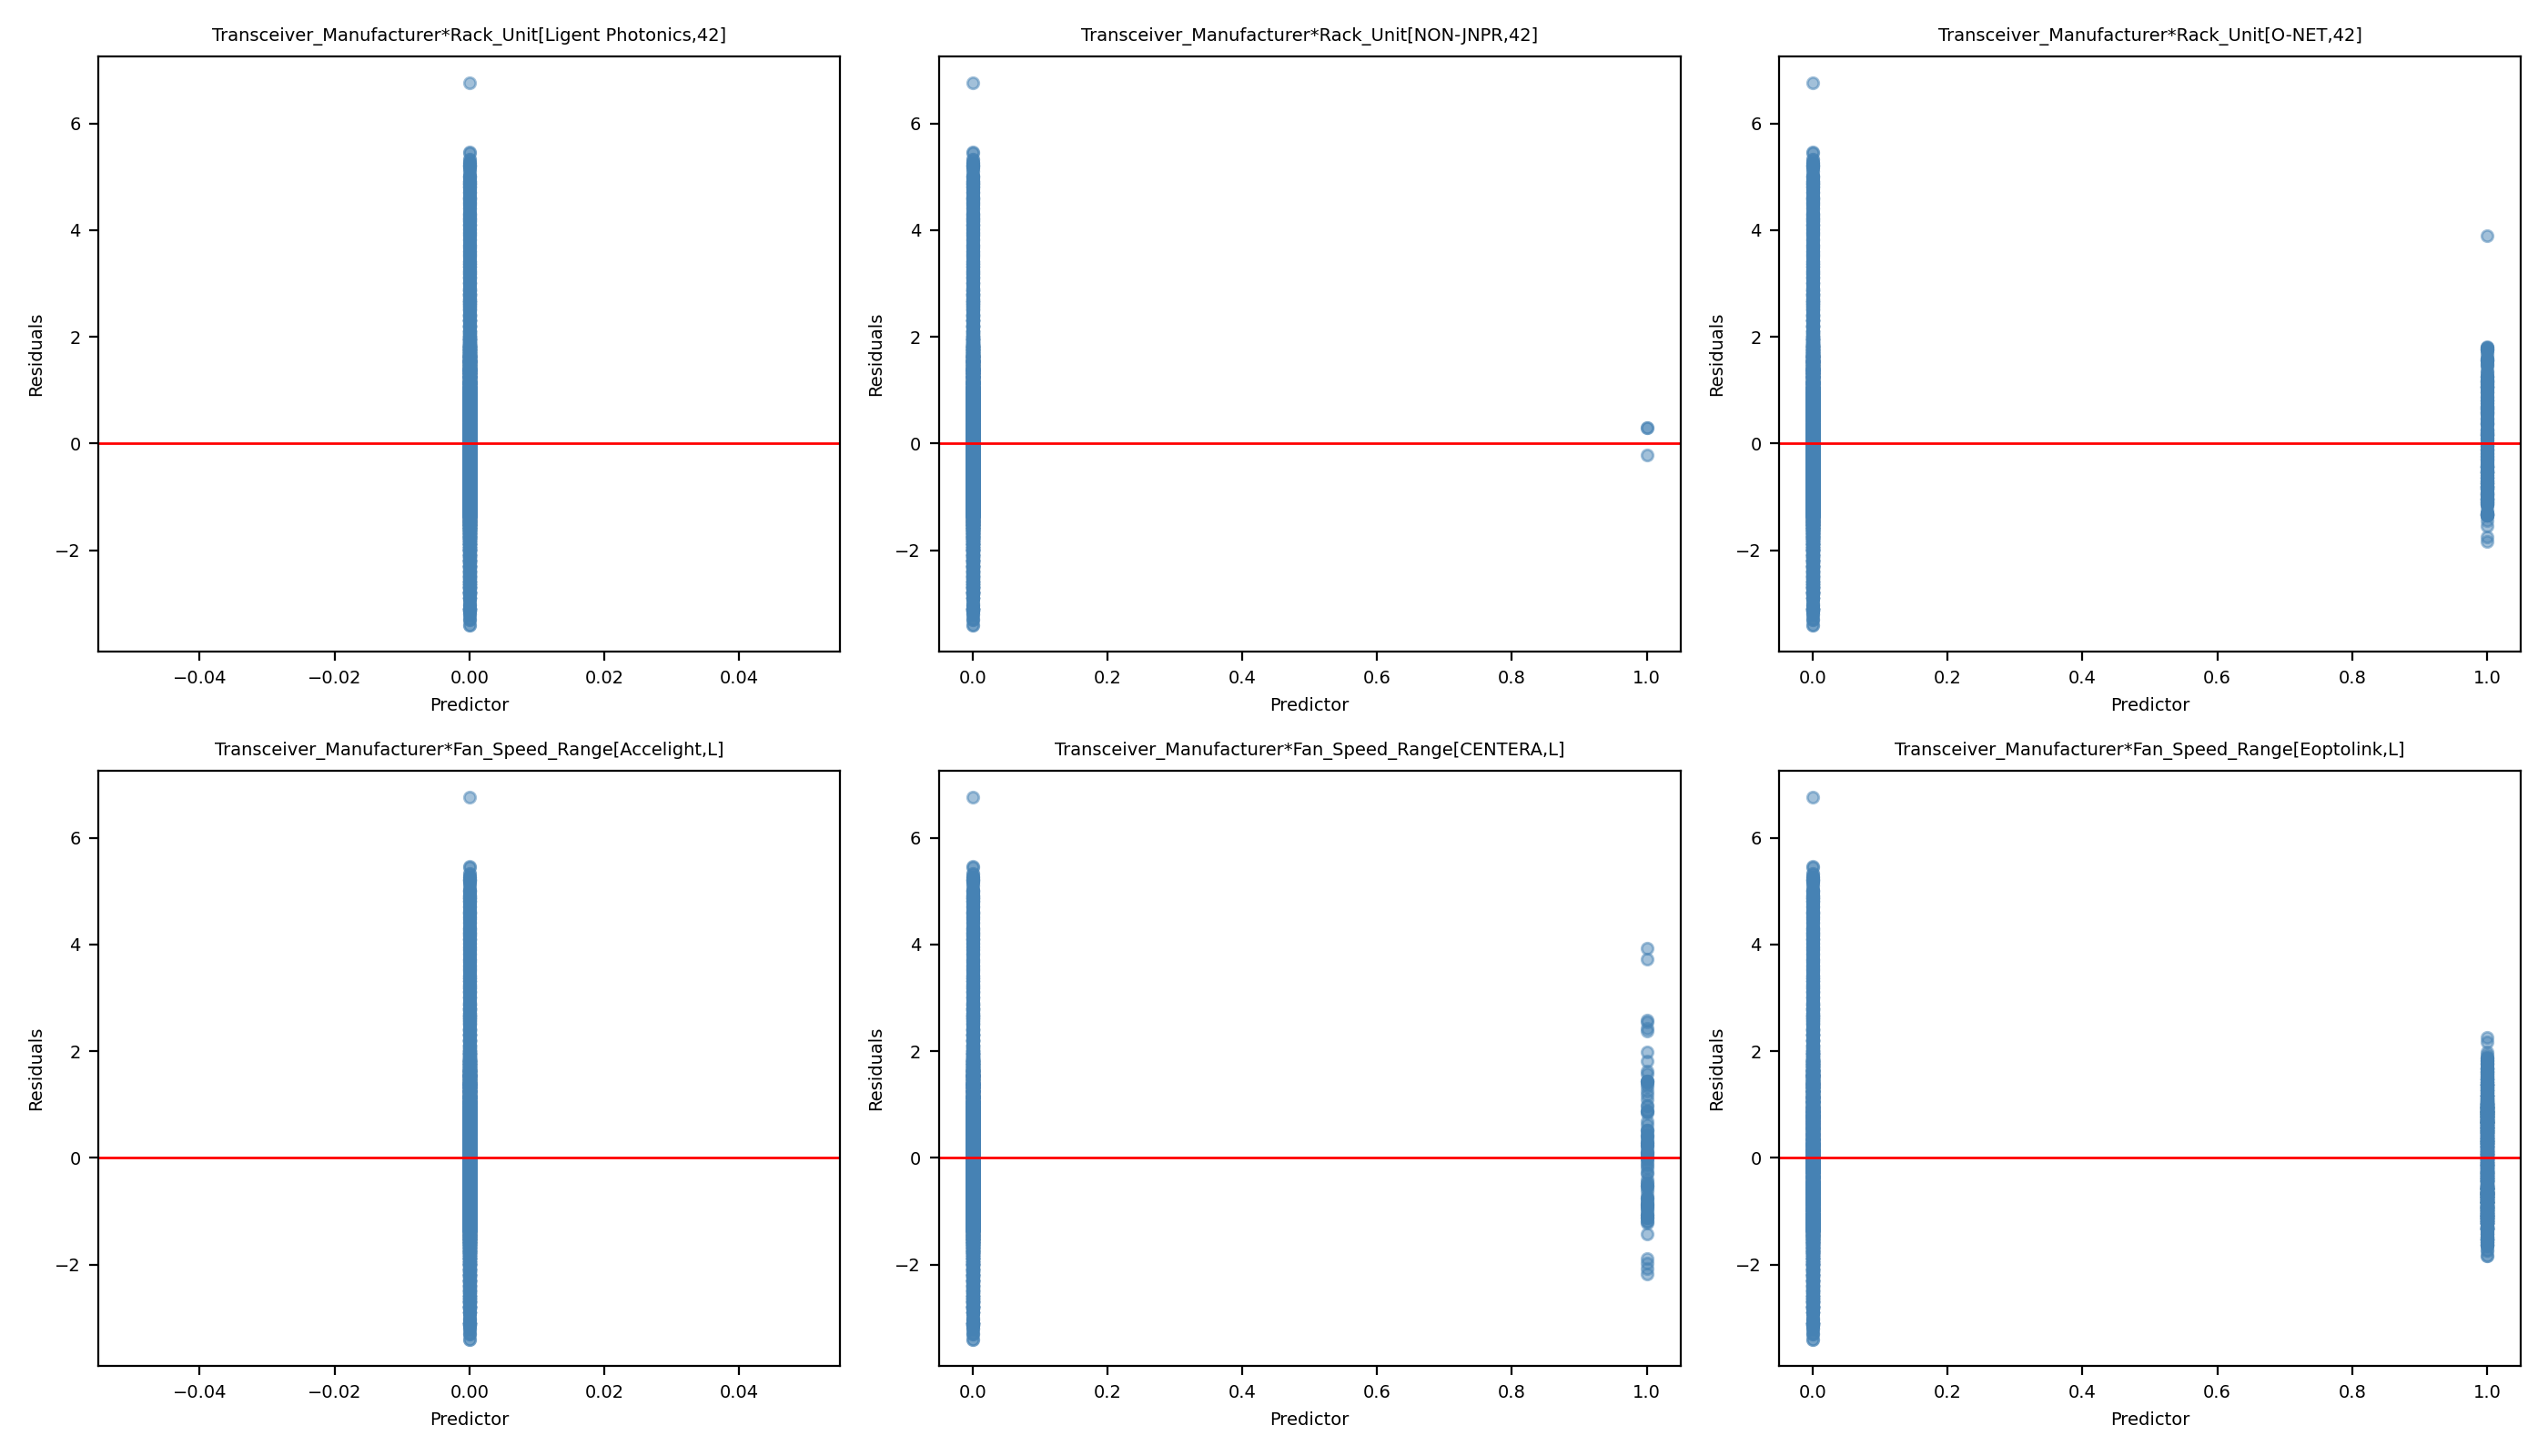 Transceiver_Manufacturer*Rack_Unit[Ligent Photonics,42]
6
4
2
0
−2
Residuals
−0.04 −0.02 0.00 0.02 0.04
Predictor
Transceiver_Manufacturer*Rack_Unit[NON-JNPR,42]
6
4
2
0
−2
Residuals
0.0 0.2 0.4 0.6 0.8 1.0
Predictor
Transceiver_Manufacturer*Rack_Unit[O-NET,42]
6
4
2
0
−2
Residuals
0.0 0.2 0.4 0.6 0.8 1.0
Predictor
Transceiver_Manufacturer*Fan_Speed_Range[Accelight,L]
6
4
2
0
−2
Residuals
−0.04 −0.02 0.00 0.02 0.04
Predictor
Transceiver_Manufacturer*Fan_Speed_Range[CENTERA,L]
6
4
2
0
−2
Residuals
0.0 0.2 0.4 0.6 0.8 1.0
Predictor
Transceiver_Manufacturer*Fan_Speed_Range[Eoptolink,L]
6
4
2
0
−2
Residuals
0.0 0.2 0.4 0.6 0.8 1.0
Predictor